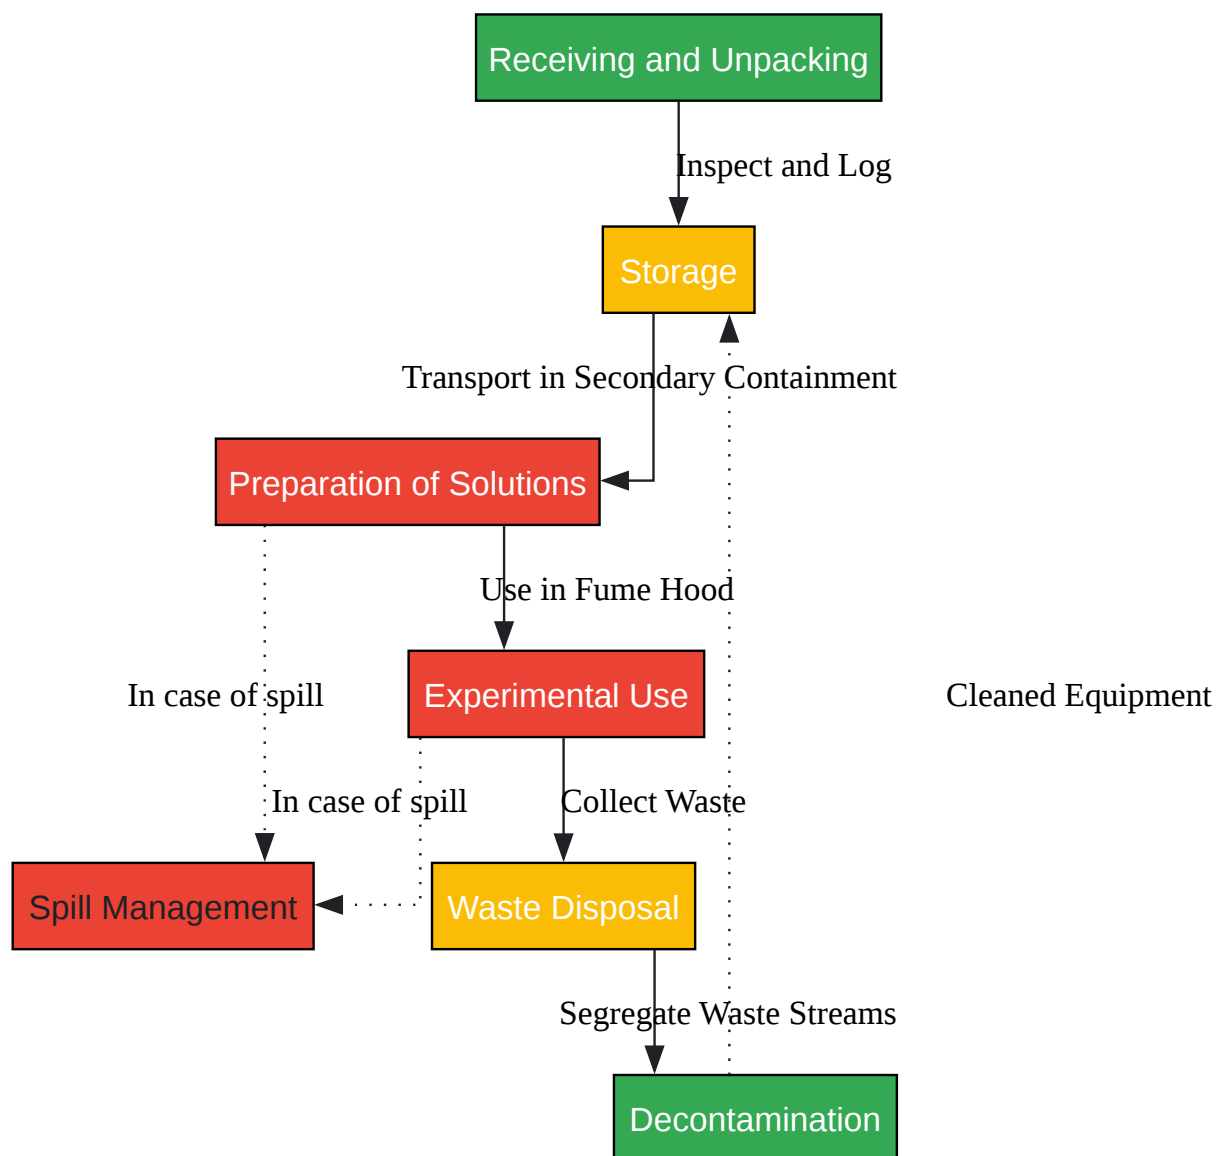 Receiving and Unpacking
Inspect and Log
Storage
Transport in Secondary Containment
Preparation of Solutions
Use in Fume Hood
In case of spill
Experimental Use
Cleaned Equipment
In case of spill
Collect Waste
Spill Management
Waste Disposal
Segregate Waste Streams
Decontamination